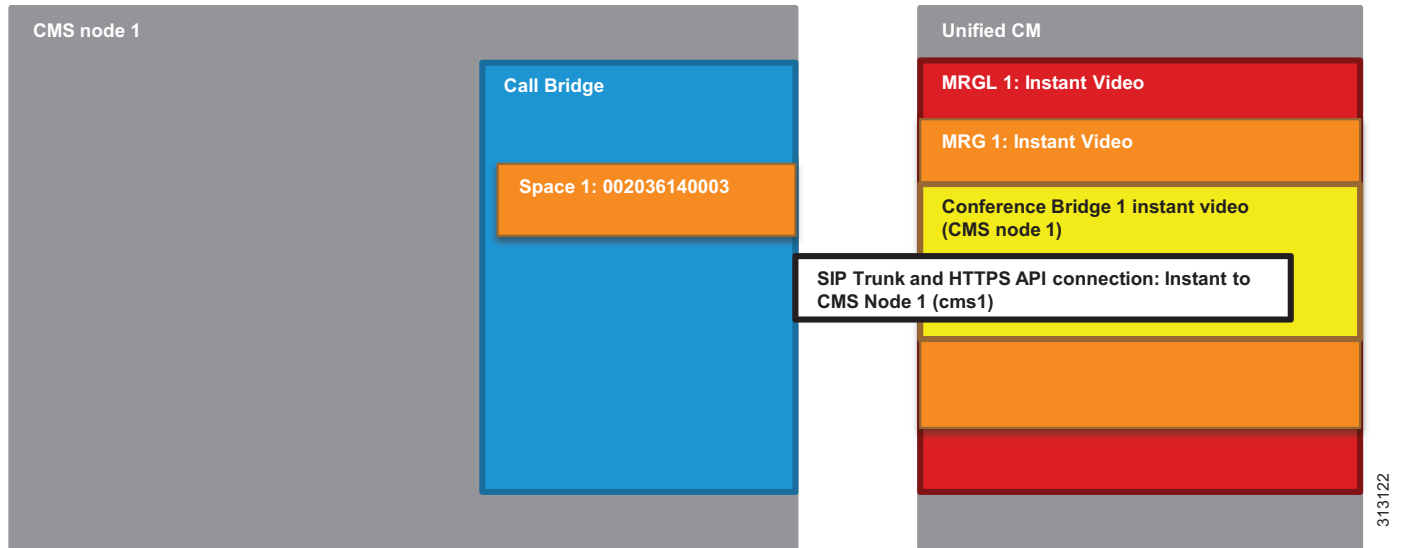 CMS node 1
Call Bridge
Space 1: 002036140003
SIP Trunk and HTTPS API connection: Instant to
CMS Node 1 (cms1)
Unified CM
MRGL 1: Instant Video
MRG 1: Instant Video
Conference Bridge 1 instant video
(CMS node 1)
313122